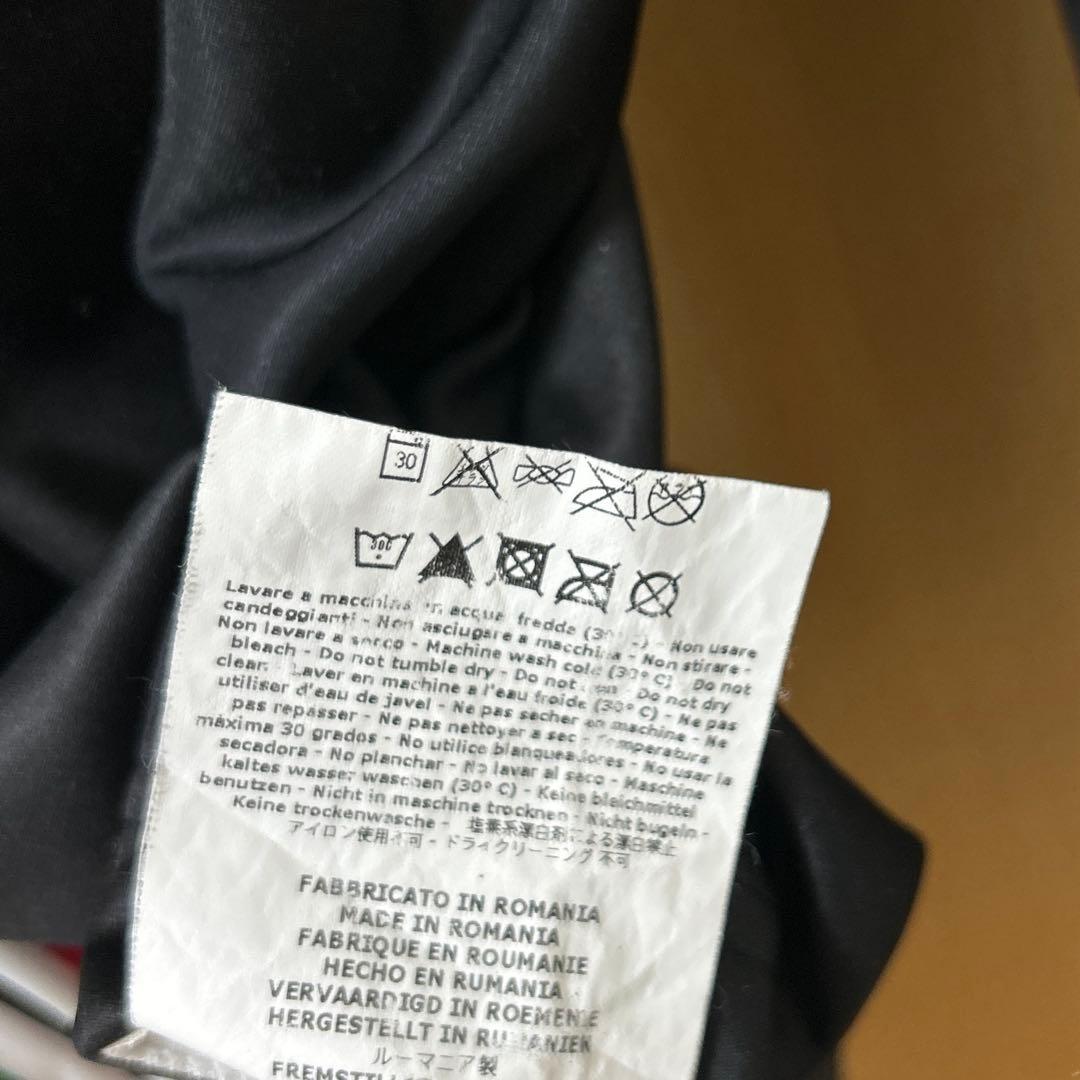 30
30C
Lavare a macchina in acqua fredda (30° C) - Non usare
candeggianti - Non asciugare a macchina - Non stirare -
Non lavare a secco - Machine wash cold (30° C) - Do not
bleach - Do not tumble dry - Do not - Do not dry
clean - Laver en machine a l'eau froide (30° C) - Ne pas
utiliser d'eau de javel - Ne pas secher en machine - Ne
pas repasser - Ne pas nettoyer a sec - Temperatura
màxima 30 grados - No utilice blanqueadores - No usar la
secadora - No planchar - No lavar al seco - Maschine
kaltes wasser waschen (30° C) - Keine bleichmittel
benutzen - Nicht in maschine trocknen - Nicht bugeln -
Keine trockenwasche - 塩素系漂白剤による漂白禁止
アイロン使用不可 - ドライクリーニング不可
FABBRICATO IN ROMANIA
MADE IN ROMANIA
FABRIQUE EN ROUMANIE
HECHO EN RUMANIA
VERVAARDIGD IN ROEMENIE
HERGESTELLT IN RUMANIEN
ルーマニア製